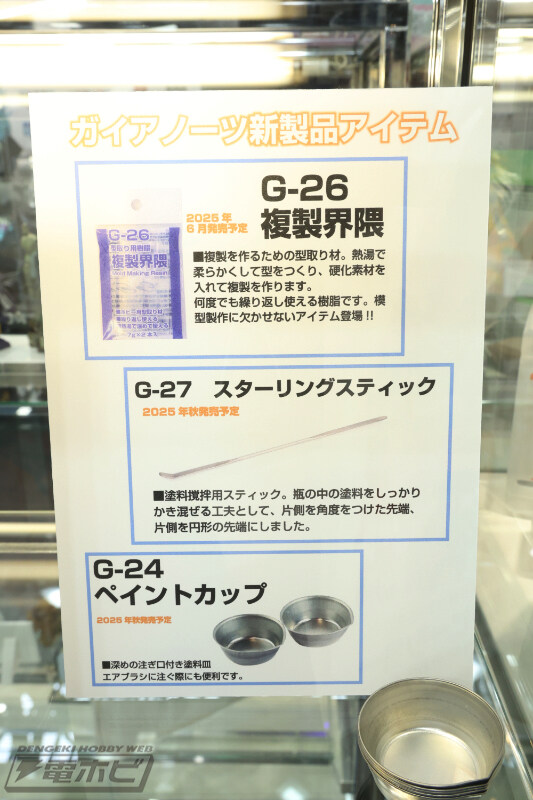 ガイアノーツ新製品アイテム
G-26
複製界隈
2025年
6月発売予定
G-26
型取り用樹脂
複製界隈
Making Resin
■複製を作るための型取り材。熱湯で
柔らかくして型をつくり、硬化素材を
入れて複製を作ります。
何度でも繰り返し使える樹脂です。模
型製作に欠かせないアイテム登場!!
G-27 スターリングスティック
2025年秋発売予定
■塗料撹拌用スティック。瓶の中の塗料をしっかり
かき混ぜる工夫として、片側を角度をつけた先端、
片側を円形の先端にしました。
G-24
ペイントカップ
2025年秋発売予定
■深めの注ぎ口付き塗料皿
エアブラシに注ぐ際にも便利です。
DENGEKI HOBBY WEB
電ホビ